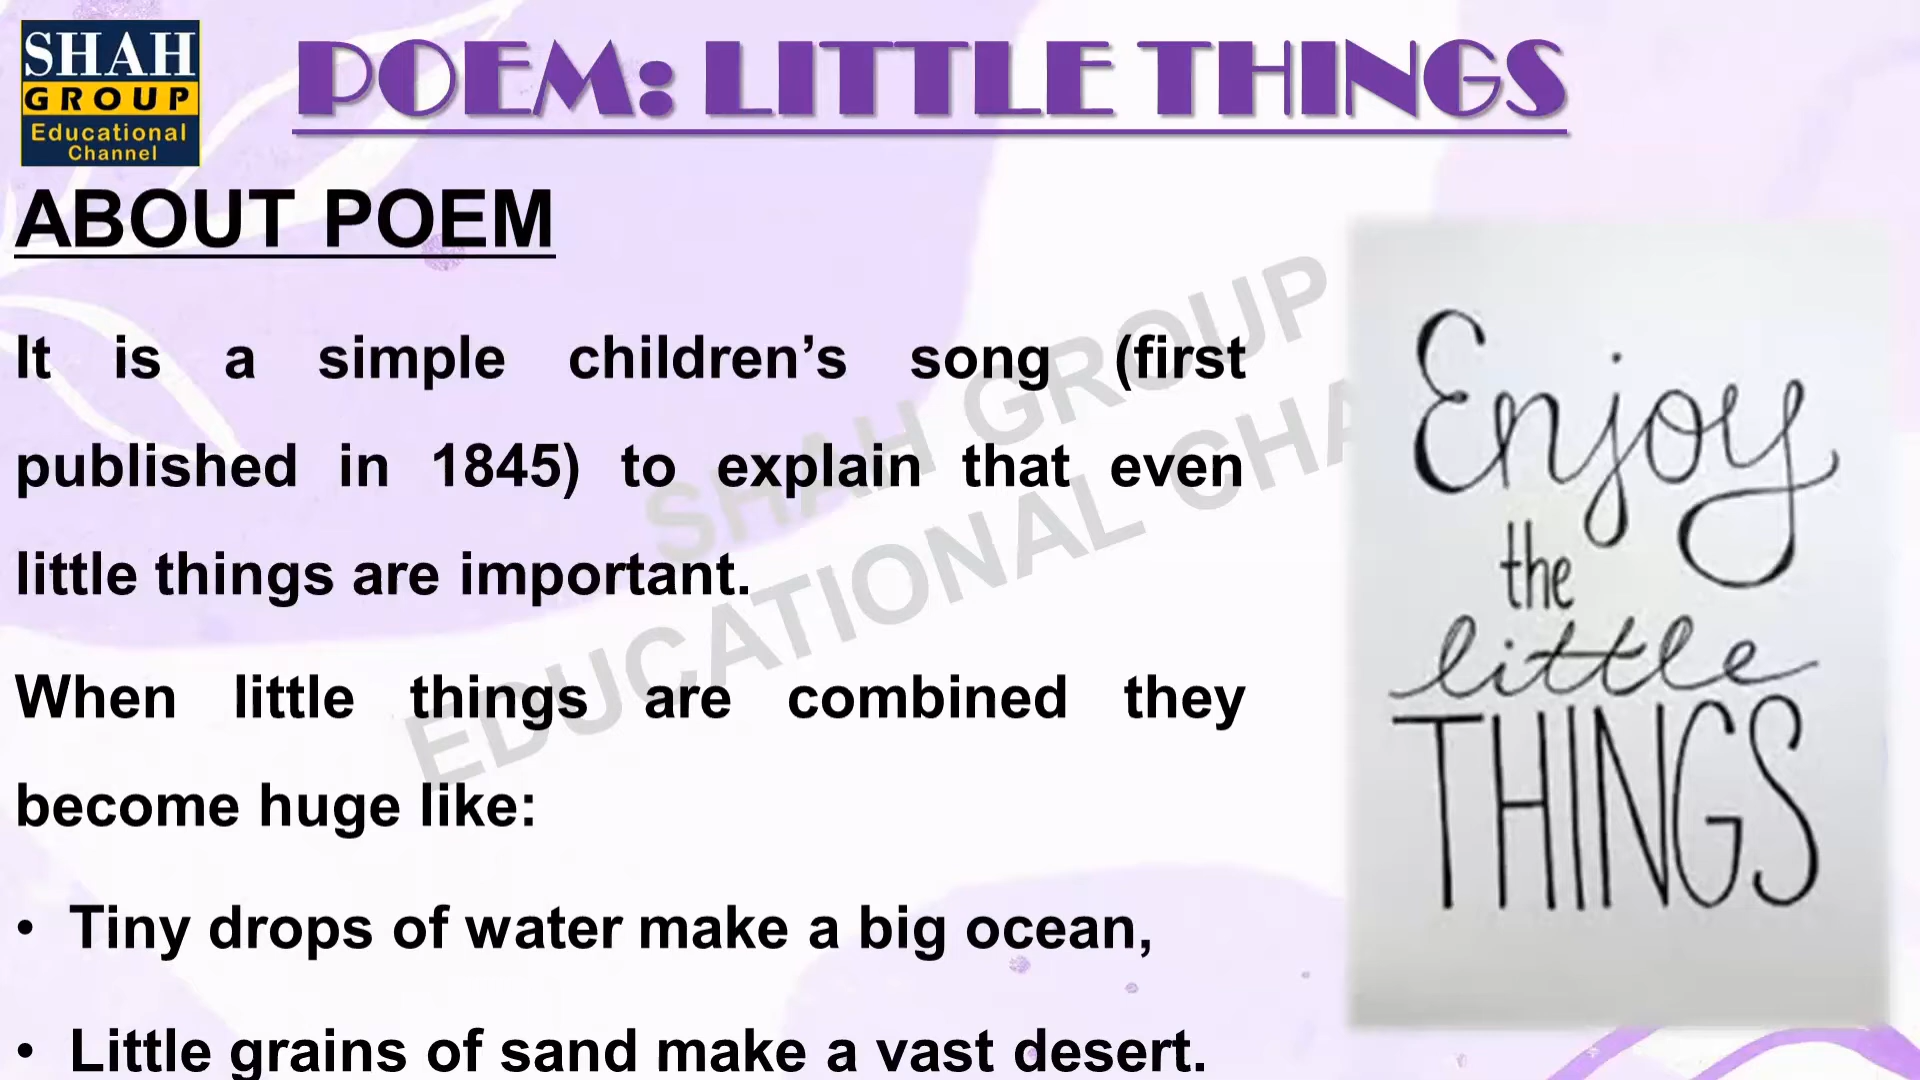 SHAH
GROUP
Educational
Channel
POEM: LITTLE THINGS
ABOUT POEM
It is a simple children’s song (first
published in 1845) to explain that even
little things are important.
When little things are combined they
become huge like:
• Tiny drops of water make a big ocean,
• Little grains of sand make a vast desert.
SHAH GROUP
EDUCATIONAL CHA
Enjoy
the
little
THINGS